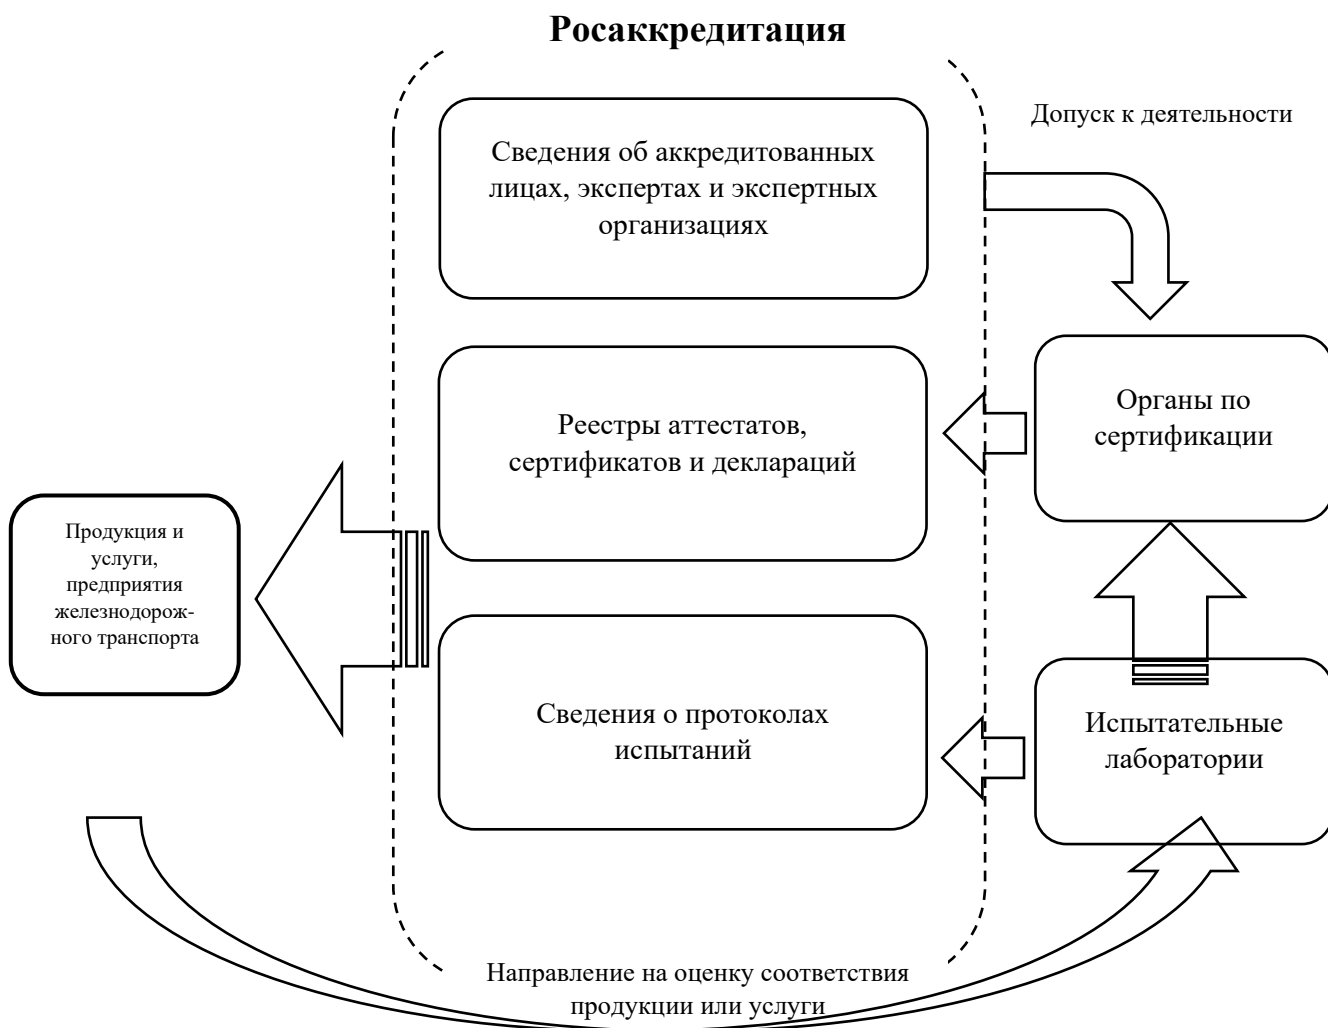 Росаккредитация
Допуск к деятельности
Сведения об аккредитованных
лицах, экспертах и экспертных
организациях
Реестры аттестатов,
сертификатов и деклараций
Органы по
сертификации
Продукция и
услуги,
предприятия
железнодорож-
ного транспорта
Сведения о протоколах
испытаний
Испытательные
лаборатории
Направление на оценку соответствия
продукции или услуги